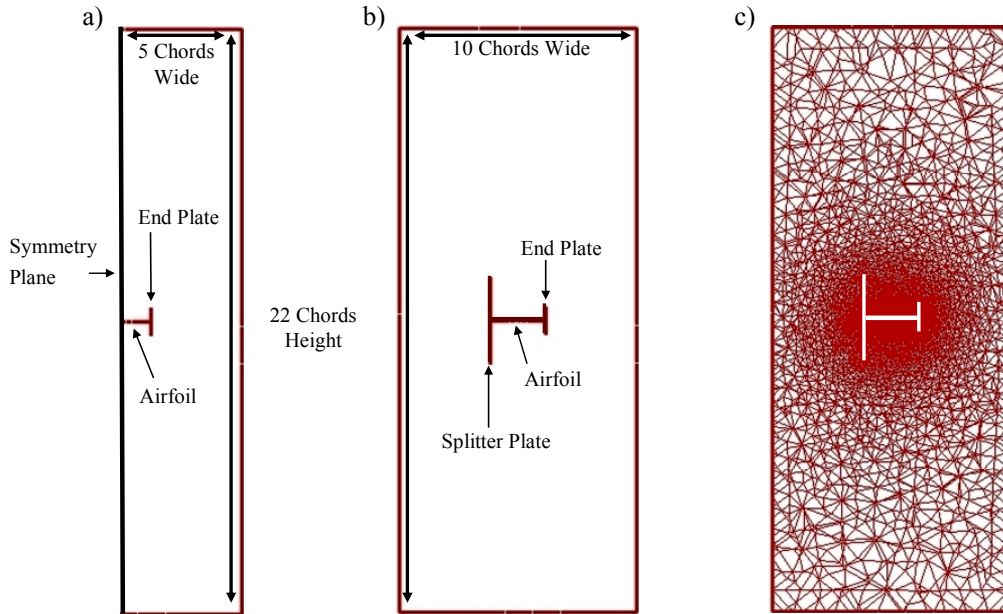 a)
5 Chords
Wide
End Plate
Symmetry
Plane
Airfoil
22 Chords
Height
b)
10 Chords Wide
End Plate
Airfoil
Splitter Plate
c)